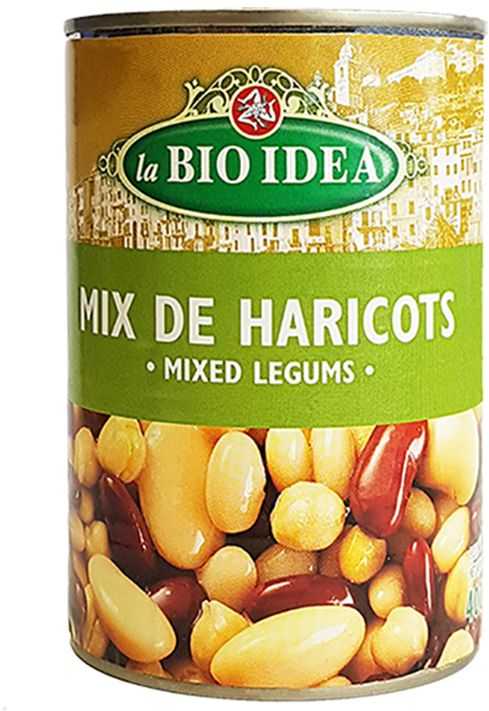 la BIO IDEA
MIX DE HARICOTS
• MIXED LEGUMS •